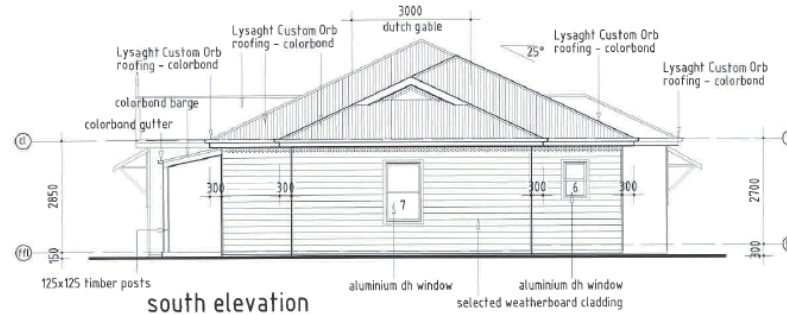 3000
dutch gable
Lysaght Custom Orb
roofing - colorbond
Lysaght Custom Orb
roofing - colorbond
25°
Lysaght Custom Orb
roofing - colorbond
Lysaght Custom Orb
roofing - colorbond
colorbond barge
colorbond gutter
cl
2850
300
300
7
300
6
300
2700
ffl
150
300
125x125 timber posts
aluminium dh window
aluminium dh window
selected weatherboard cladding
south elevation